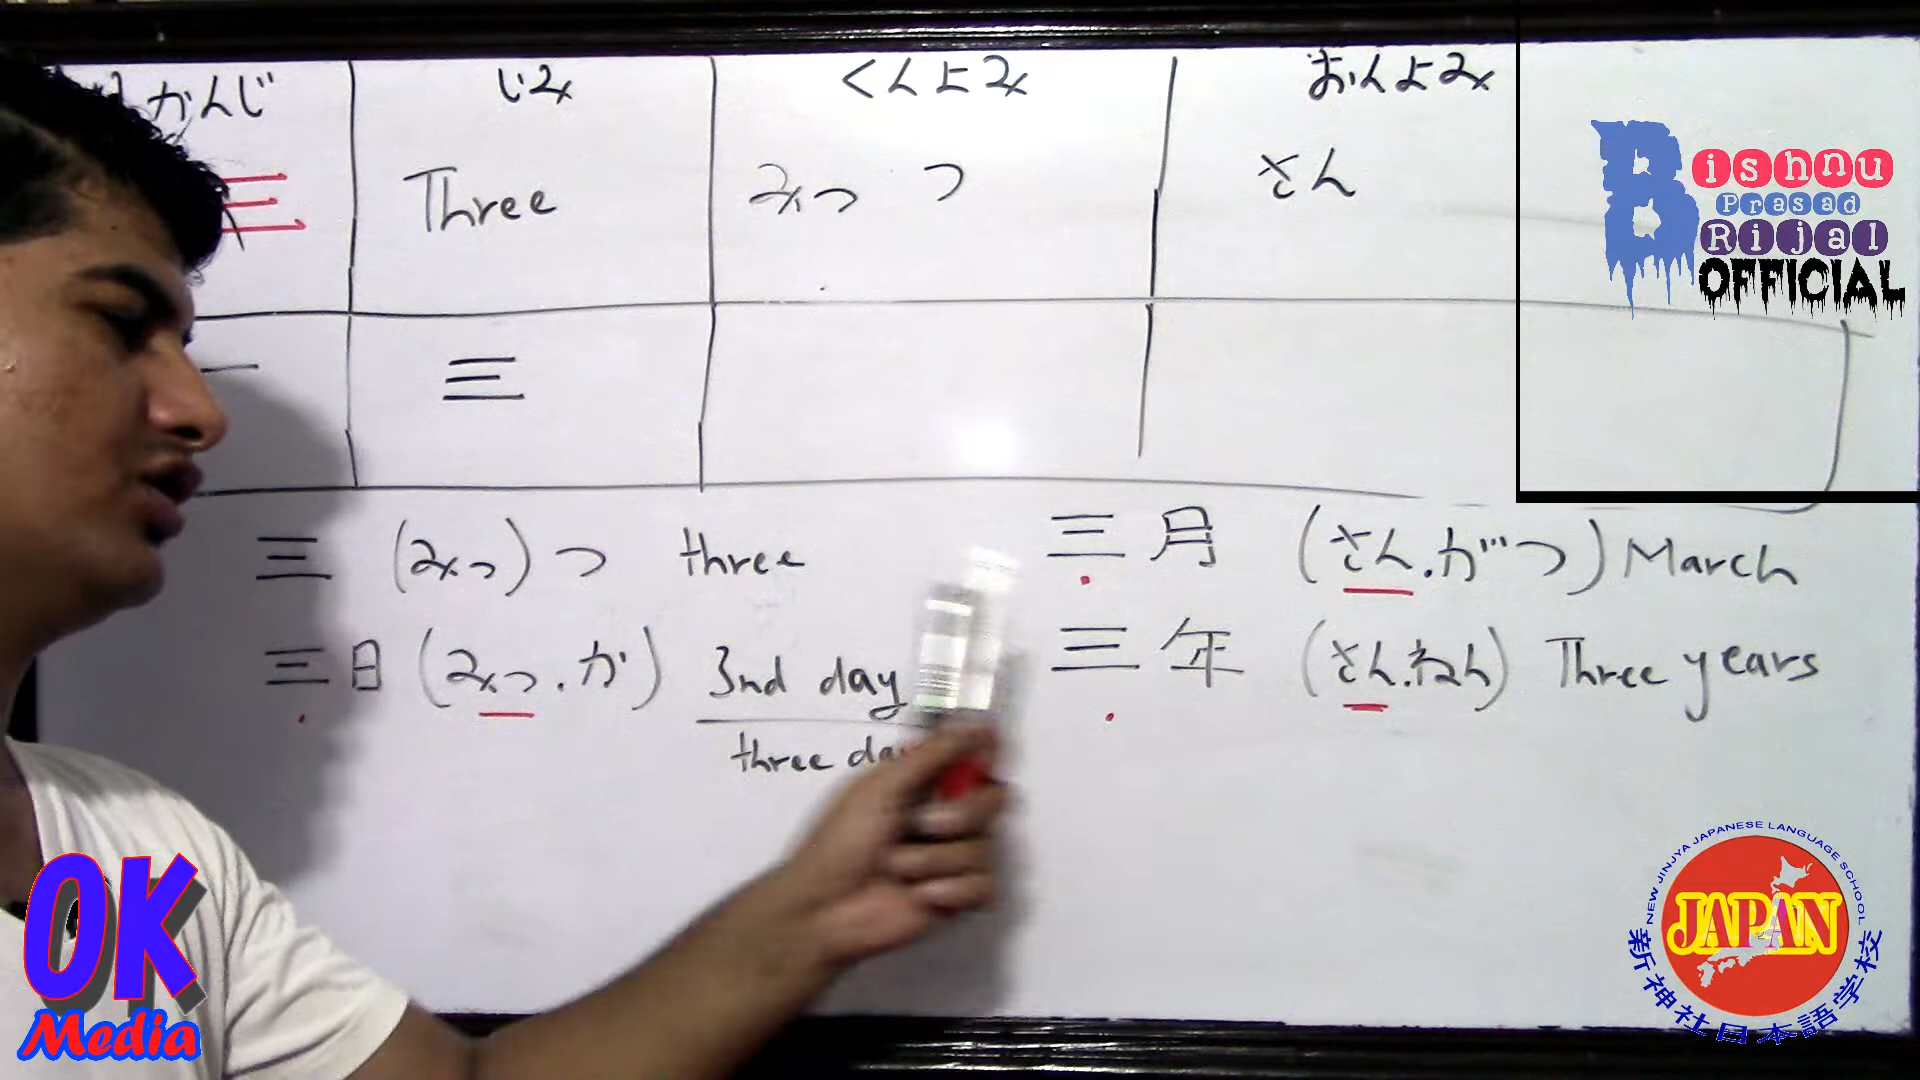 かんじ じみ くんよみ おんよみ
三 Three みっ つ さん
一 三
三 (みっ) つ three
三日 (みっ.か) 3nd day
three da
三月 (さん.がつ) March
三年 (さん.ねん) Three years
Bishnu
Prasad
Rijal
OFFICIAL
OK
Media
NEW JINJYA JAPANESE LANGUAGE SCHOOL
JAPAN
新神社日本語学校